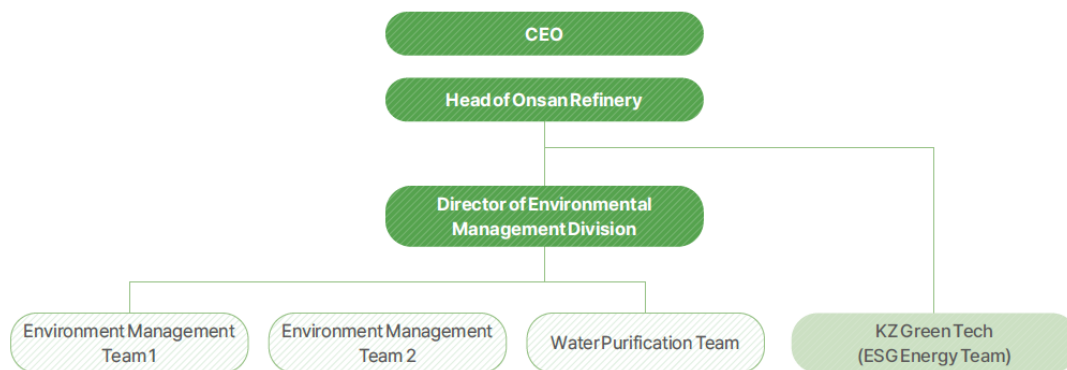 CEO
Head of Onsan Refinery
Director of Environmental
Management Division
Environment Management
Team 1
Environment Management
Team 2
Water Purification Team
KZ Green Tech
(ESG Energy Team)